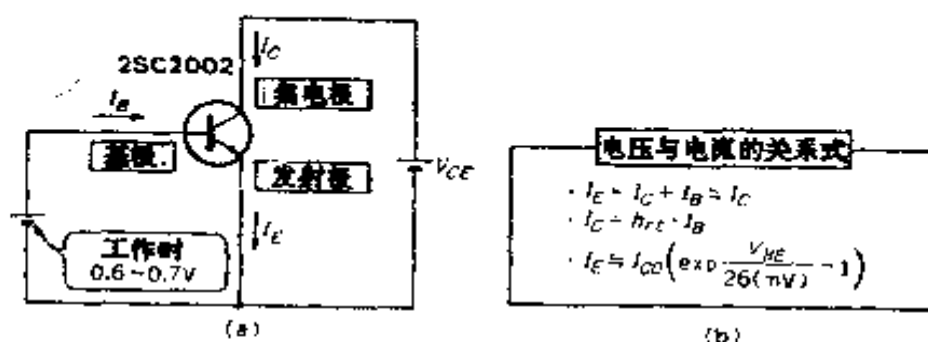 2SC2002
I_C
集电极
I_B
基极
发射极
V_CE
I_E
工作时
0.6~0.7V
(a)
电压与电流的关系式
· I_E = I_C + I_B ≒ I_C
· I_C = h_FE · I_B
· I_E ≒ I_CO (exp V_BE / 26(mV) − 1)
(b)